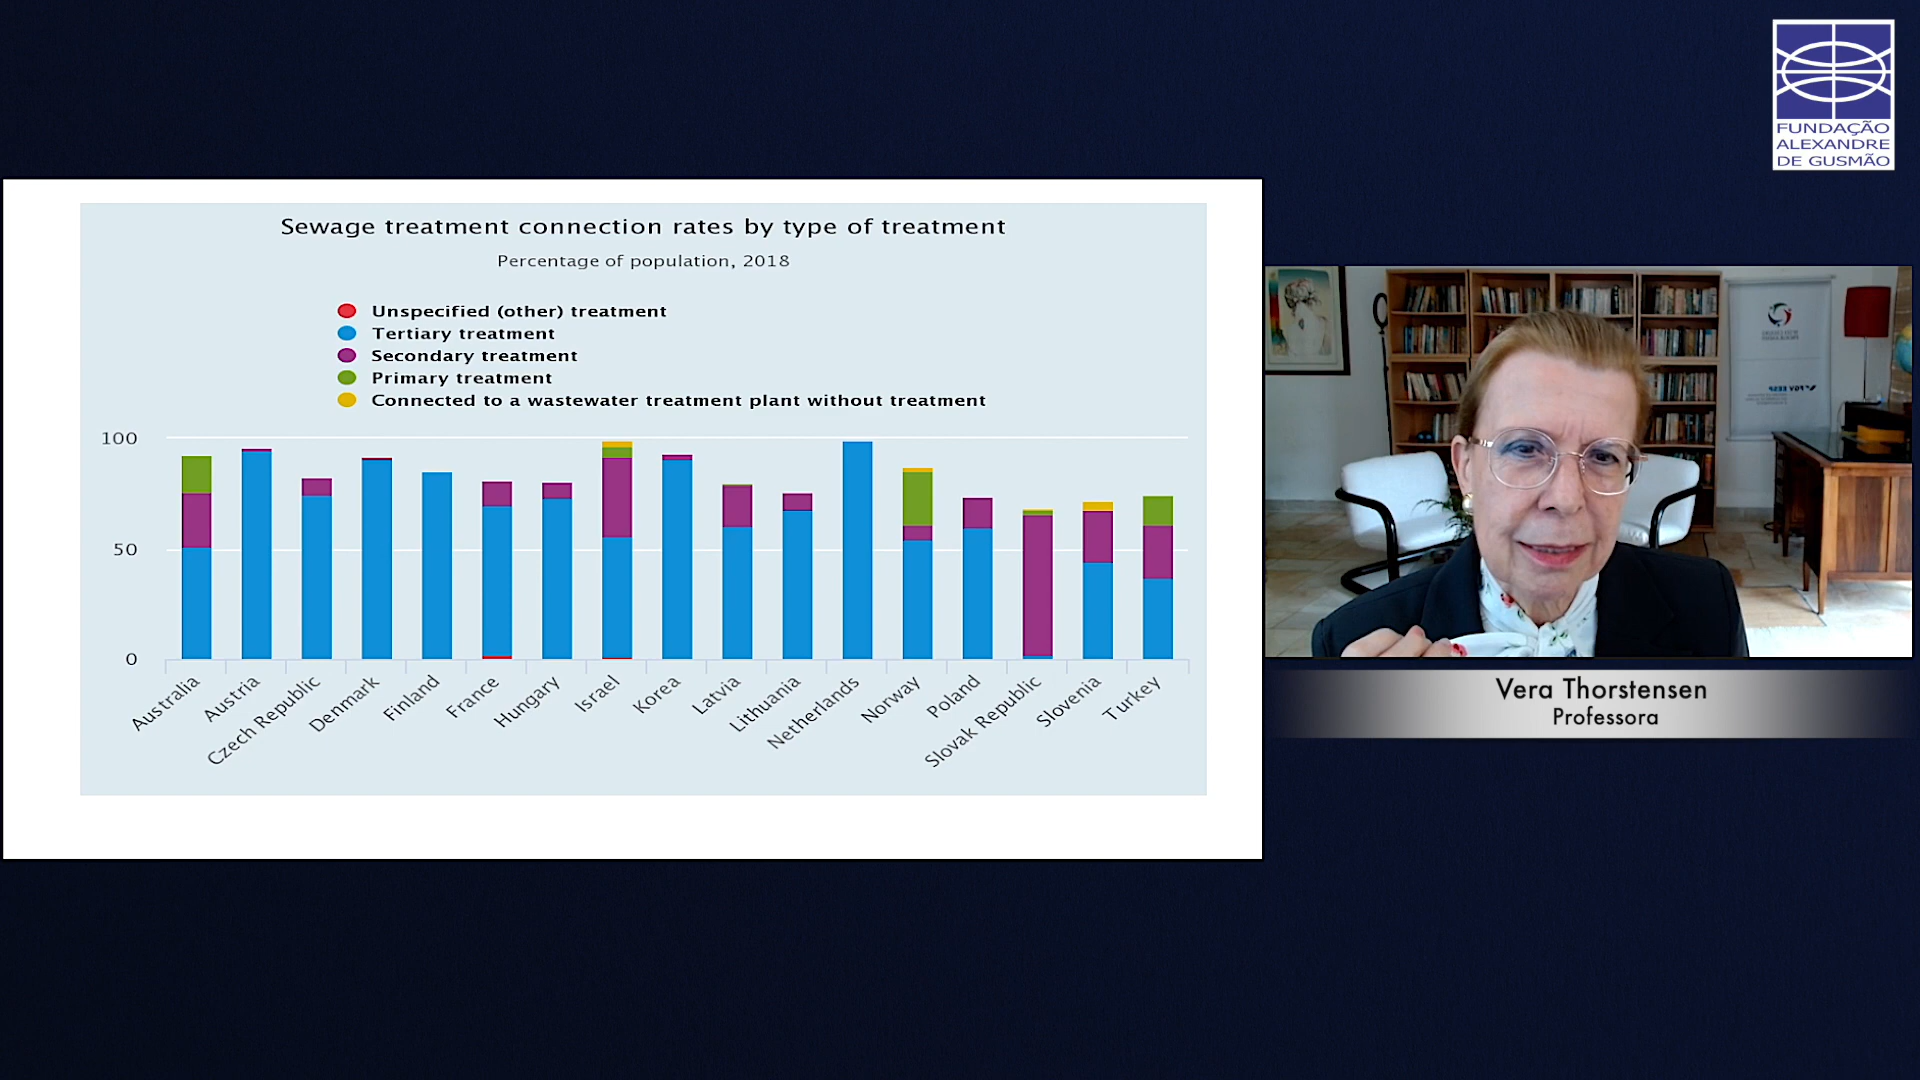 FUNDAÇÃO
ALEXANDRE
DE GUSMÃO
Sewage treatment connection rates by type of treatment
Percentage of population, 2018
Unspecified (other) treatment
Tertiary treatment
Secondary treatment
Primary treatment
Connected to a wastewater treatment plant without treatment
100
50
0
Australia
Austria
Czech Republic
Denmark
Finland
France
Hungary
Israel
Korea
Latvia
Lithuania
Netherlands
Norway
Poland
Slovak Republic
Slovenia
Turkey
Vera Thorstensen
Professora